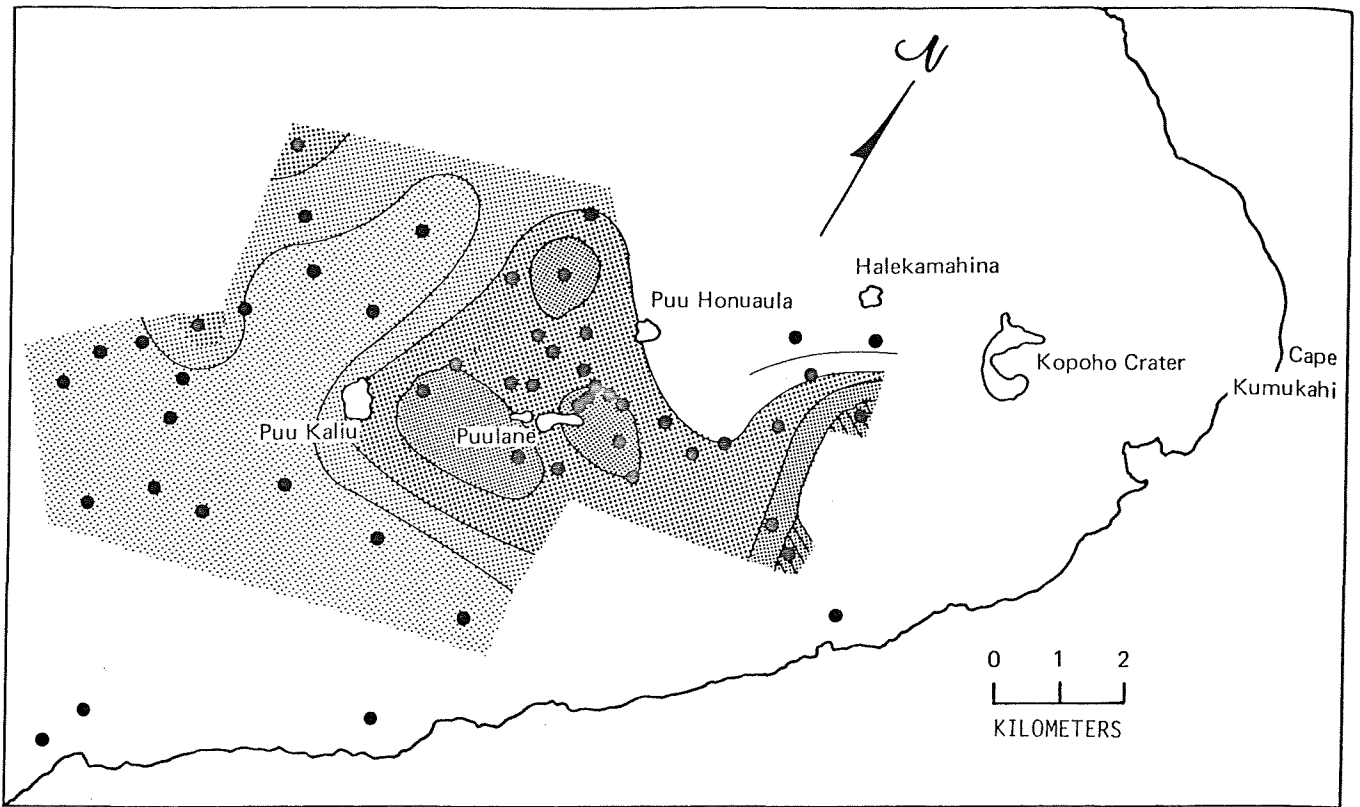 N
Halekamahina
Puu Honuaula
Kopoho Crater
Cape
Kumukahi
Puu Kaliu
Puulane
0 1 2
KILOMETERS